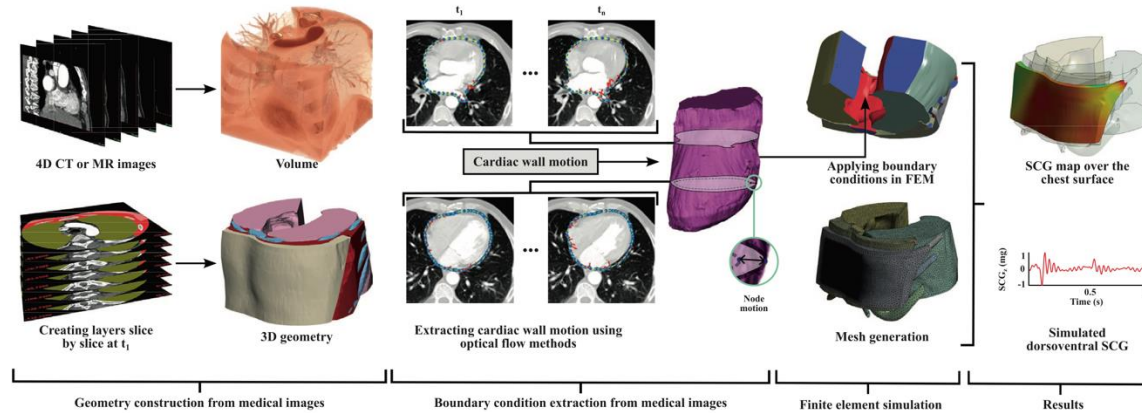 4D CT or MR images
Volume
Creating layers slice
by slice at t1
3D geometry
Geometry construction from medical images
t1
...
tn
Cardiac wall motion
...
Node
motion
Extracting cardiac wall motion using
optical flow methods
Boundary condition extraction from medical images
Applying boundary
conditions in FEM
Mesh generation
Finite element simulation
SCG map over the
chest surface
SCGz (mg)
1
0
-1
0.5
Time (s)
Simulated
dorsoventral SCG
Results